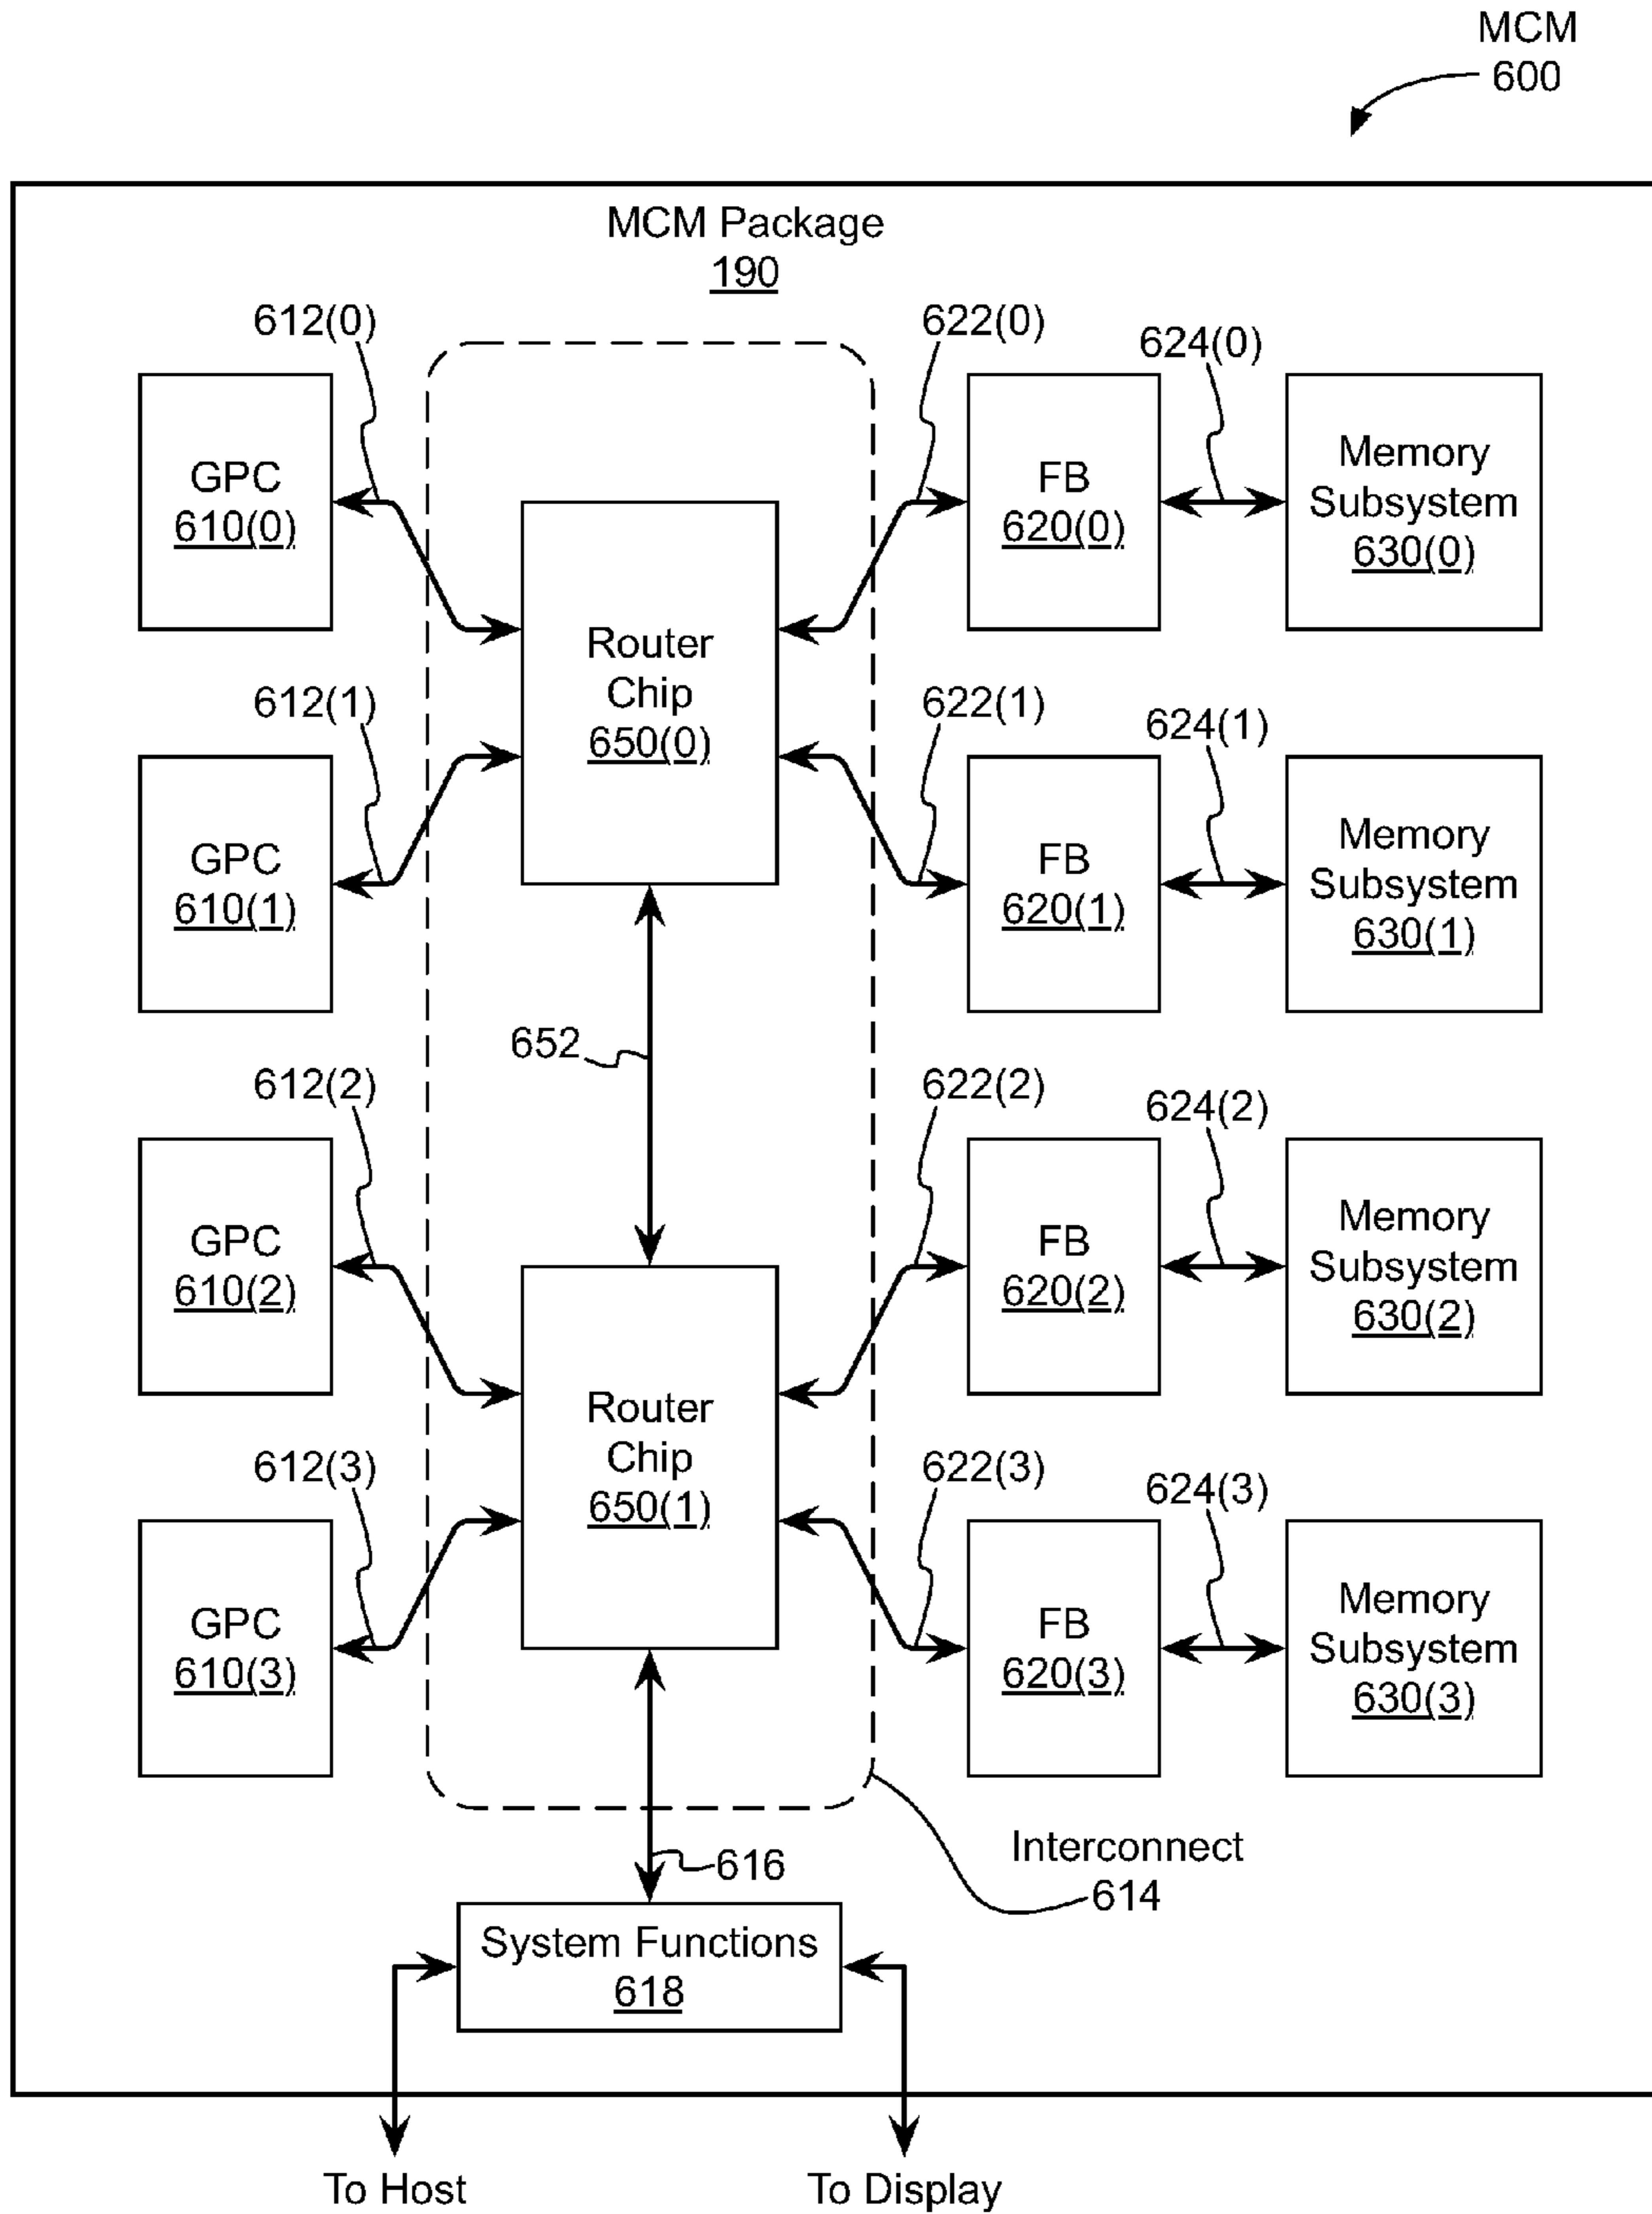 MCM
600
MCM Package
190
612(0)
622(0)
624(0)
GPC
610(0)
FB
620(0)
Memory
Subsystem
630(0)
Router
Chip
650(0)
612(1)
622(1)
624(1)
GPC
610(1)
FB
620(1)
Memory
Subsystem
630(1)
652
612(2)
622(2)
624(2)
GPC
610(2)
FB
620(2)
Memory
Subsystem
630(2)
Router
Chip
650(1)
612(3)
622(3)
624(3)
GPC
610(3)
FB
620(3)
Memory
Subsystem
630(3)
Interconnect
614
616
System Functions
618
To Host
To Display